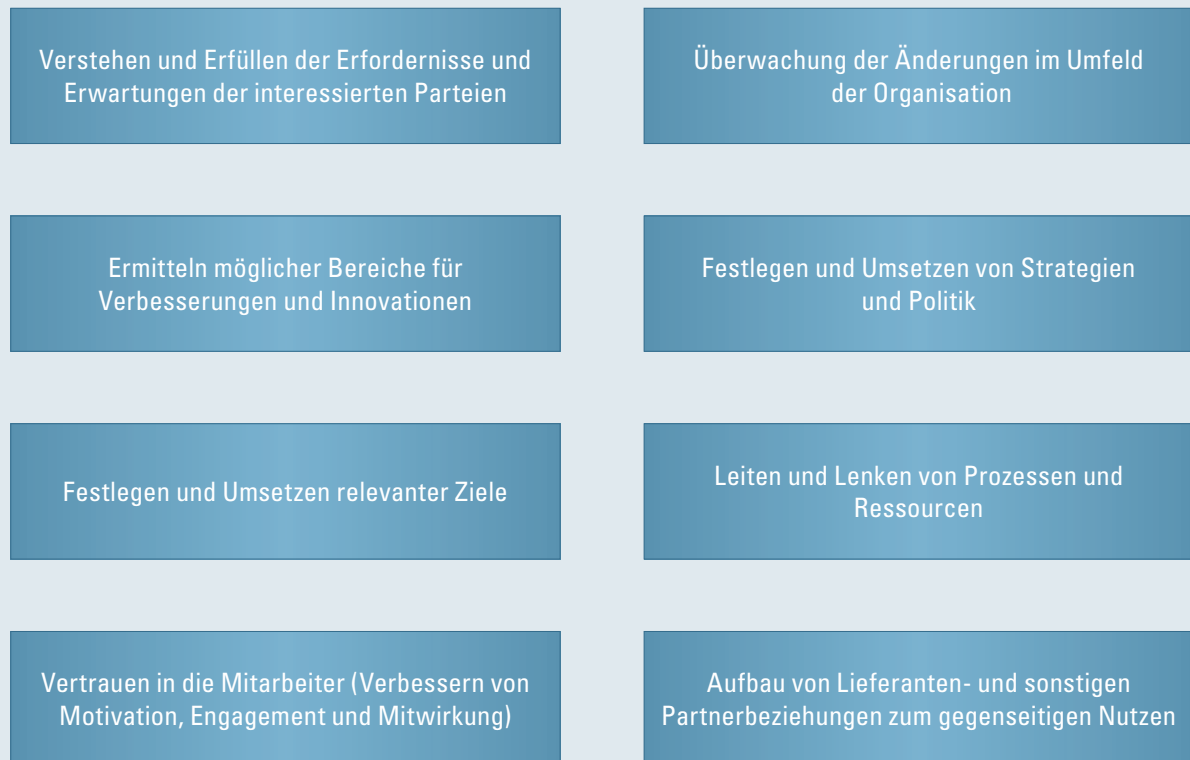 Verstehen und Erfüllen der Erfordernisse und
Erwartungen der interessierten Parteien
Überwachung der Änderungen im Umfeld
der Organisation
Ermitteln möglicher Bereiche für
Verbesserungen und Innovationen
Festlegen und Umsetzen von Strategien
und Politik
Festlegen und Umsetzen relevanter Ziele
Leiten und Lenken von Prozessen und
Ressourcen
Vertrauen in die Mitarbeiter (Verbessern von
Motivation, Engagement und Mitwirkung)
Aufbau von Lieferanten- und sonstigen
Partnerbeziehungen zum gegenseitigen Nutzen